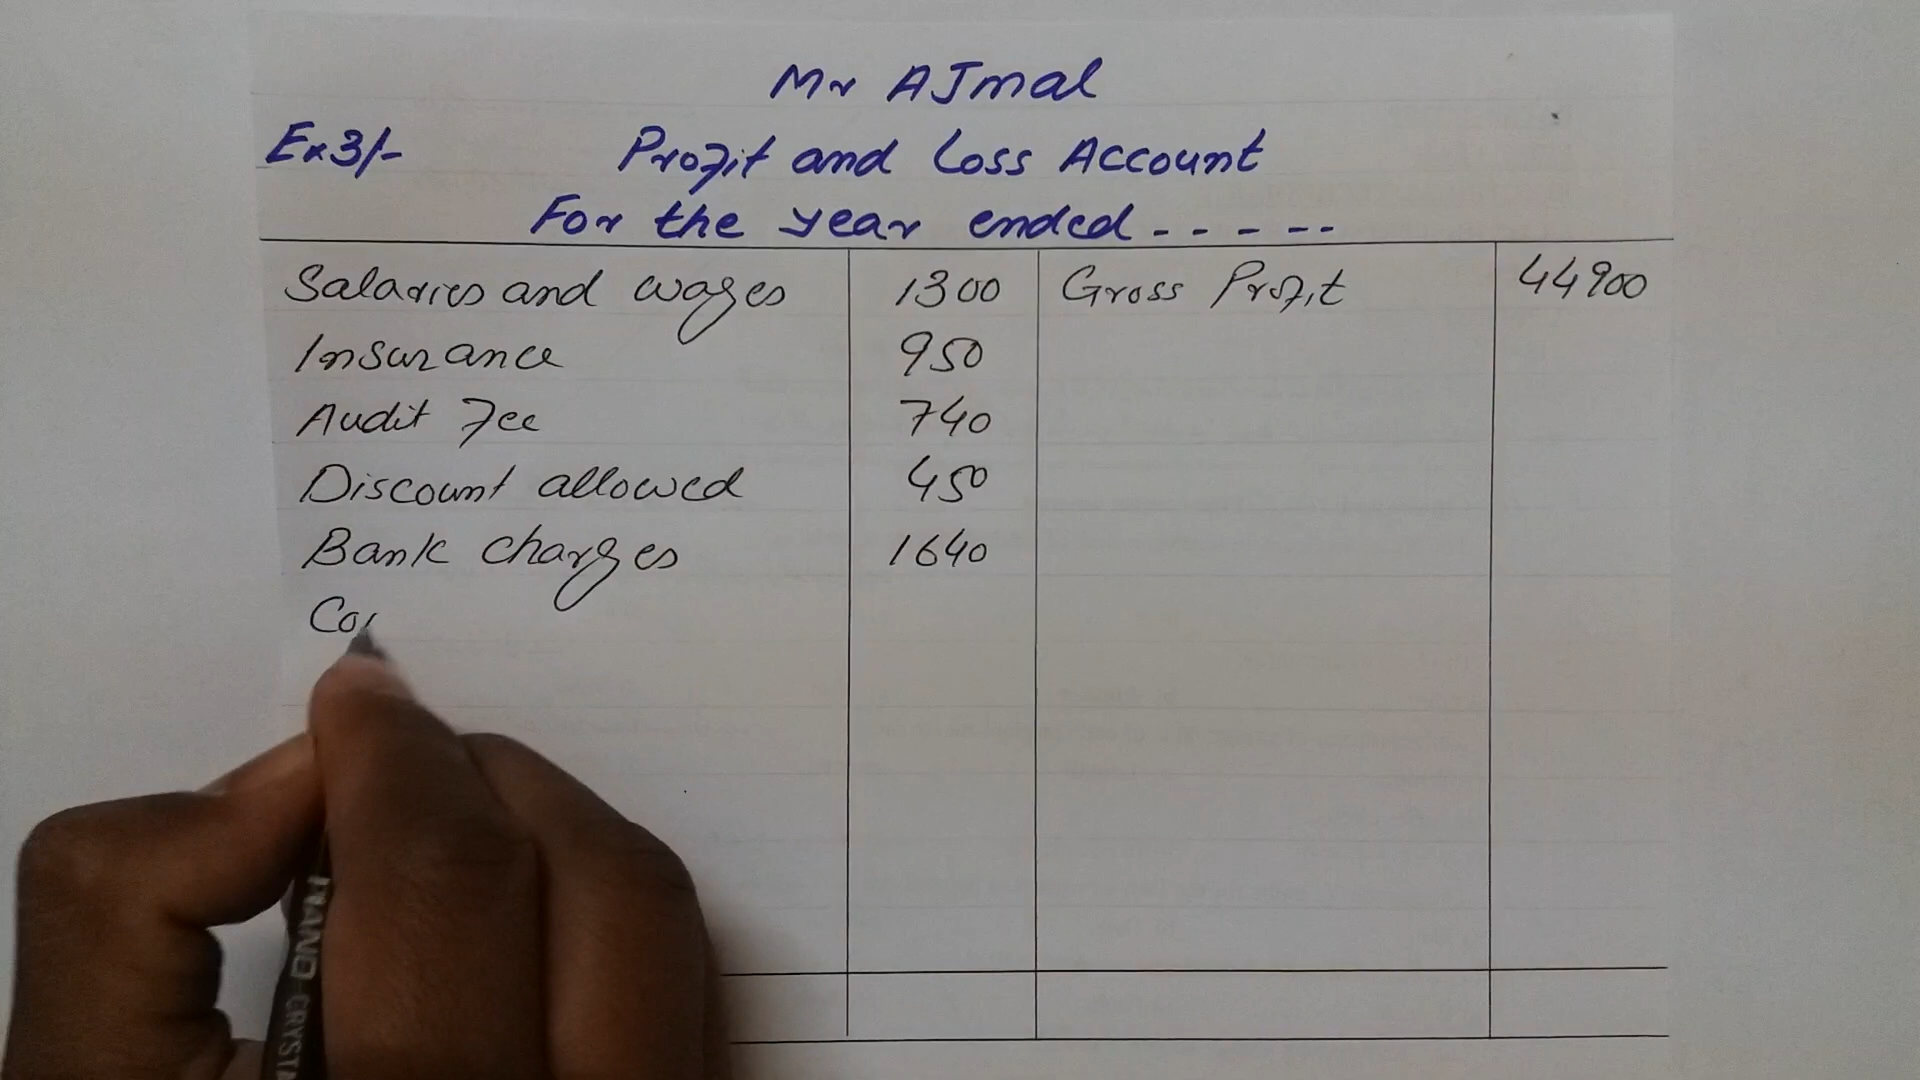 Mr AJmal
Ex3/-
Profit and Loss Account
For the year ended - - - - -
Salaries and wages 1300 Gross Profit 44900
Insurance 950
Audit Fee 740
Discount allowed 450
Bank charges 1640